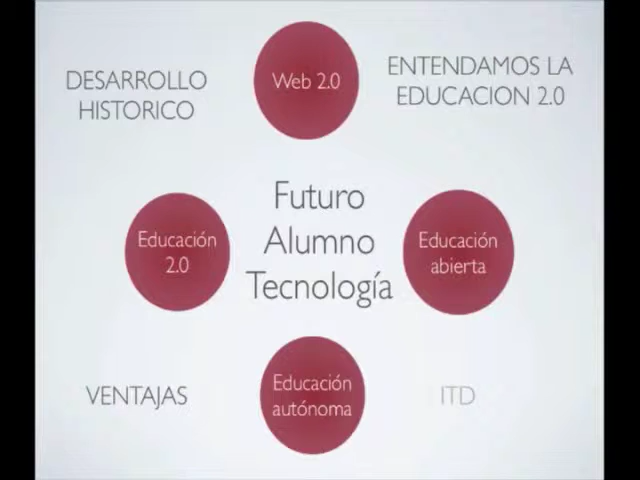 DESARROLLO
HISTORICO
Web 2.0
ENTENDAMOS LA
EDUCACION 2.0
Educación
2.0
Futuro
Alumno
Tecnología
Educación
abierta
VENTAJAS
Educación
autónoma
ITD